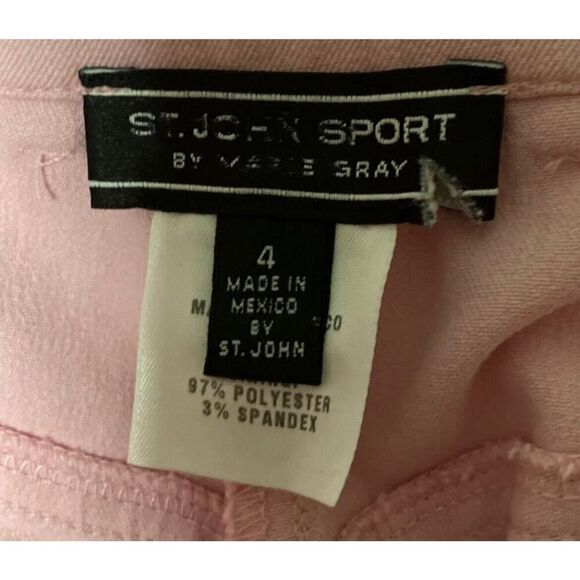 ST. JOHN SPORT
BY MARIE GRAY
4
MADE IN
MEXICO
BY
ST. JOHN
97% POLYESTER
3% SPANDEX